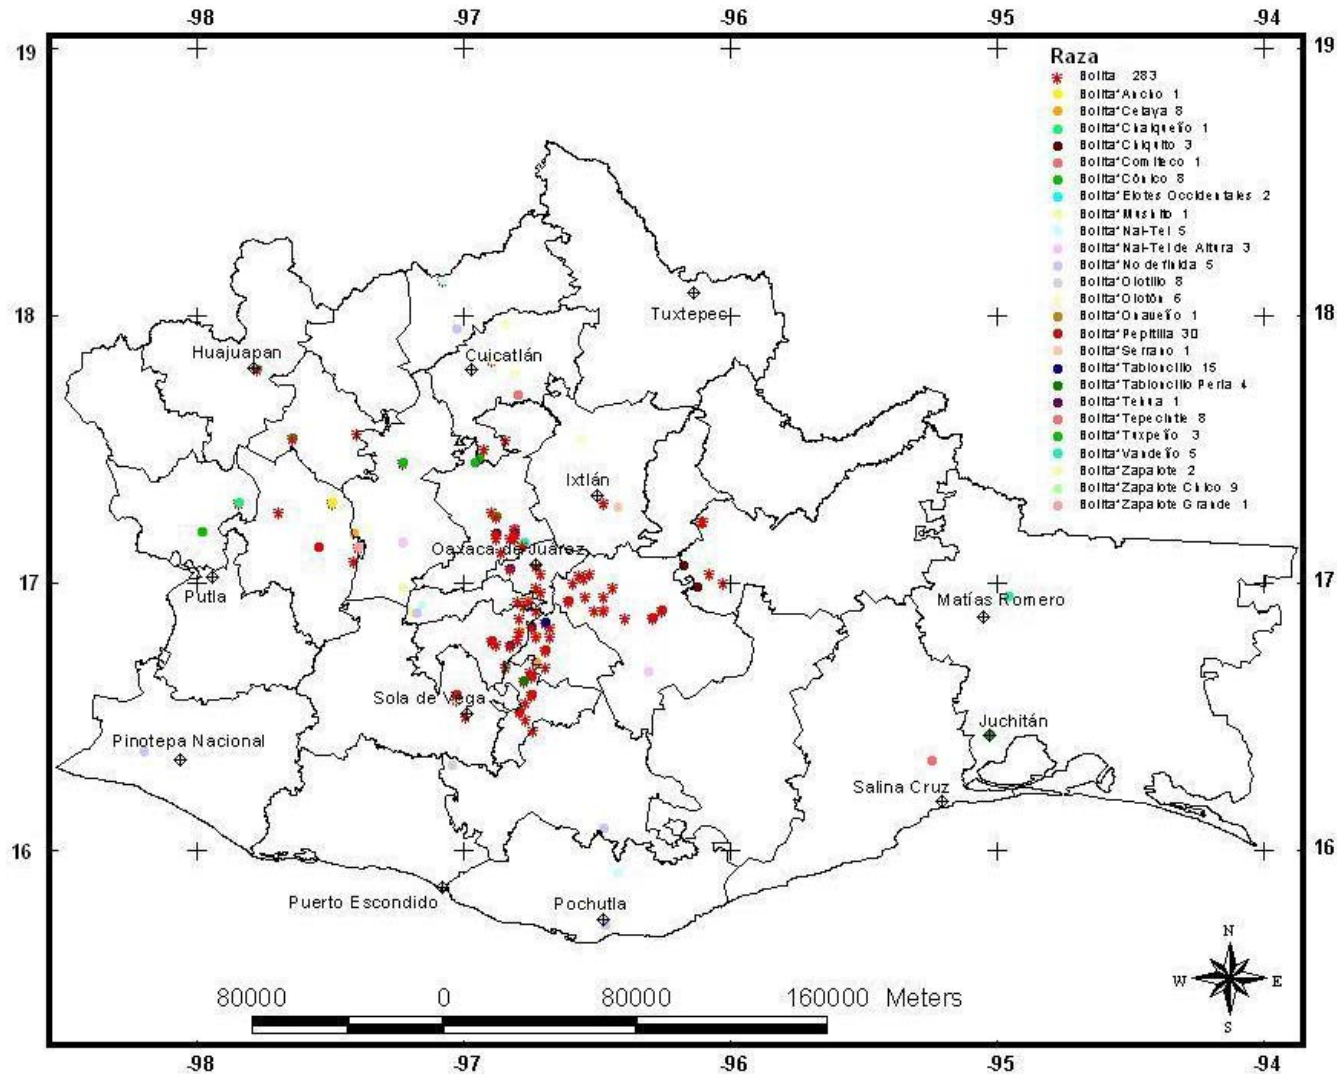 -98 -97 -96 -95 -94
19 19
Raza
Bolita 283
Bolita*Ancho 1
Bolita*Celaya 8
Bolita*Chalqueño 1
Bolita*Chiquito 3
Bolita*Comiteco 1
Bolita*Cónico 8
Bolita*Elotes Occidentales 2
Bolita*Mushito 1
Bolita*Nal-Tel 5
Bolita*Nal-Tel de Altura 3
Bolita*No definida 5
Bolita*Olotillo 8
Bolita*Olotón 6
Bolita*Onaveño 1
Bolita*Pepitilla 30
Bolita*Serrano 1
Bolita*Tabloncillo 15
Bolita*Tabloncillo Perla 4
Bolita*Tehua 1
Bolita*Tepecintle 8
Bolita*Tuxpeño 3
Bolita*Vandeño 5
Bolita*Zapalote 2
Bolita*Zapalote Chico 9
Bolita*Zapalote Grande 1
18 18
Tuxtepec
Huajuapan
Cuicatlán
Ixtlán
Oaxaca de Juárez
17 17
Putla
Matías Romero
Sola de Vega
Juchitán
Pinotepa Nacional
Salina Cruz
16 16
Puerto Escondido
Pochutla
N
W E
S
80000 0 80000 160000 Meters
-98 -97 -96 -95 -94